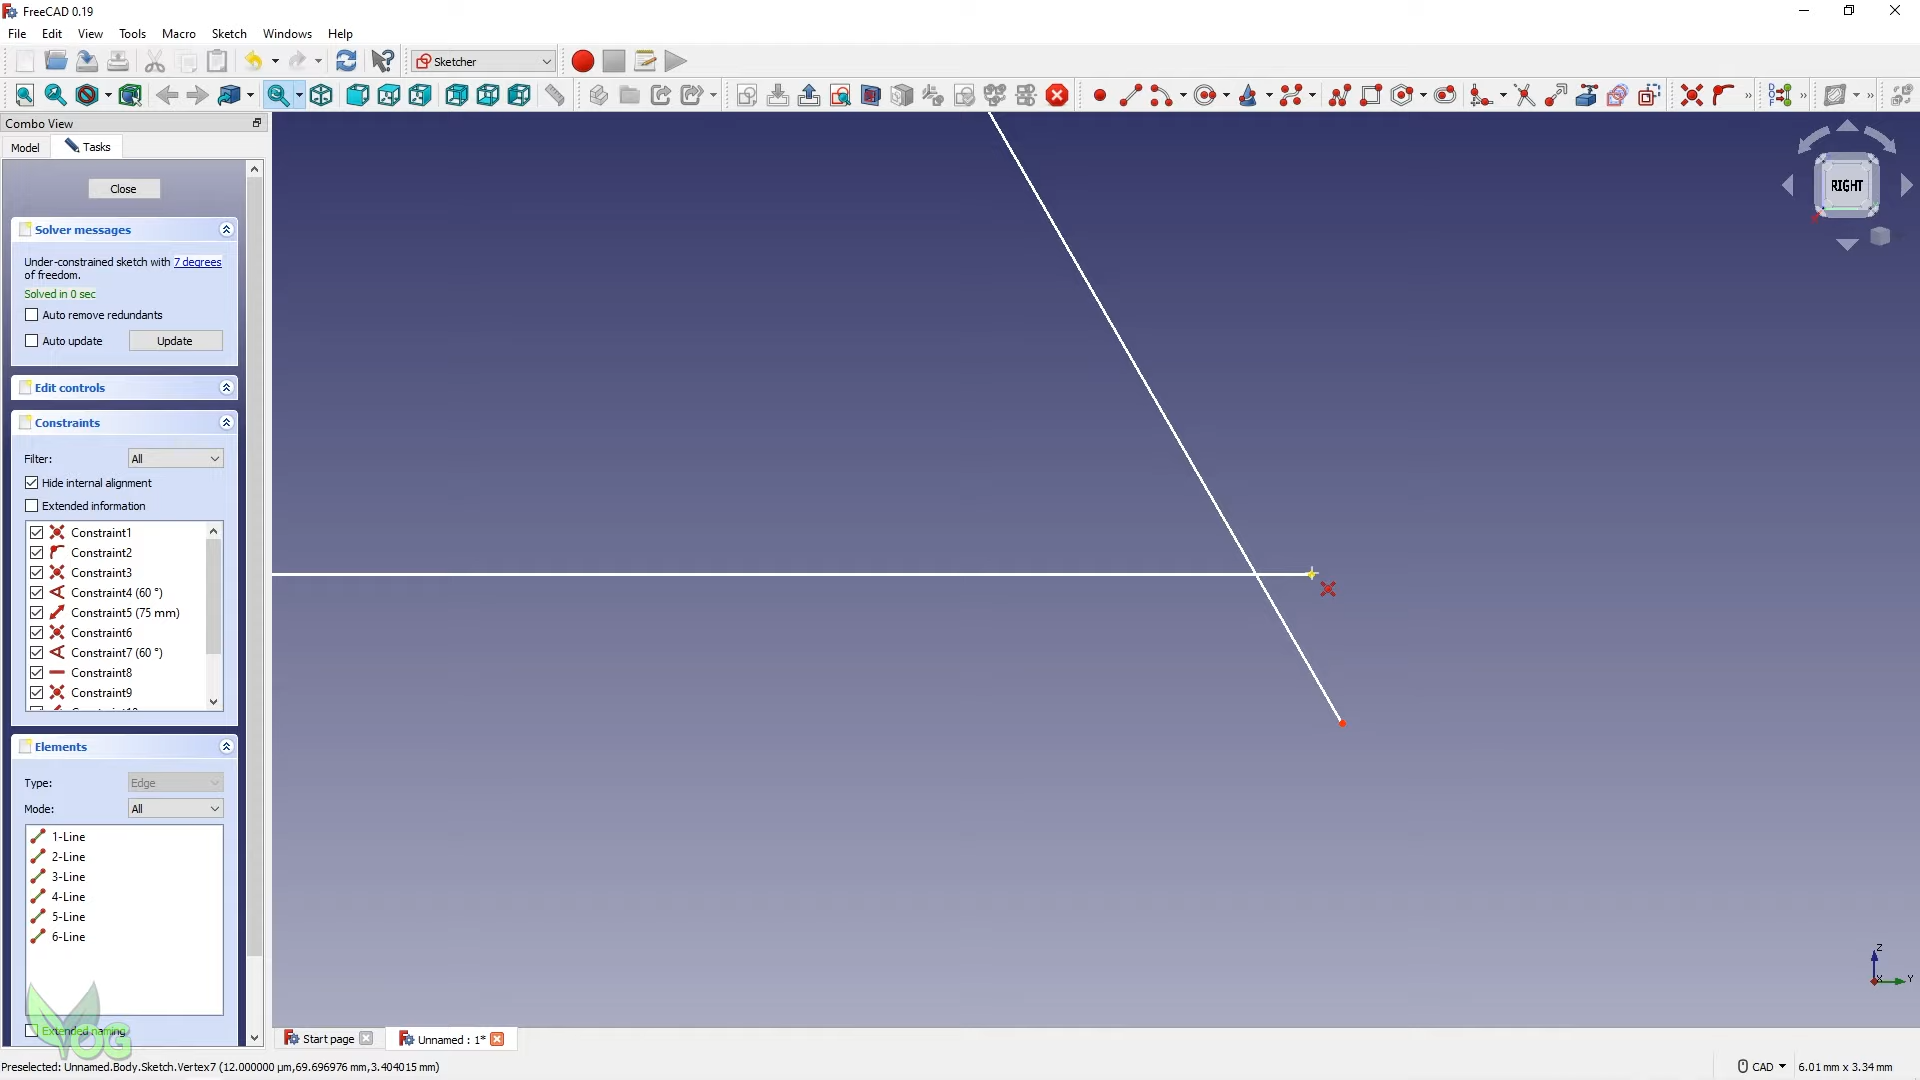 FreeCAD 0.19
File Edit View Tools Macro Sketch Windows Help
Sketcher
Combo View
Model Tasks
Close
Solver messages
Under-constrained sketch with 7 degrees
of freedom.
Solved in 0 sec
Auto remove redundants
Auto update Update
Edit controls
Constraints
Filter: All
Hide internal alignment
Extended information
Constraint1
Constraint2
Constraint3
Constraint4 (60 °)
Constraint5 (75 mm)
Constraint6
Constraint7 (60 °)
Constraint8
Constraint9
Elements
Type: Edge
Mode: All
1-Line
2-Line
3-Line
4-Line
5-Line
6-Line
Extended naming
OG
RIGHT
Z
X Y
Start page Unnamed : 1*
Preselected: Unnamed.Body.Sketch.Vertex7 (12.000000 µm,69.696976 mm,3.404015 mm)
CAD 6.01 mm x 3.34 mm